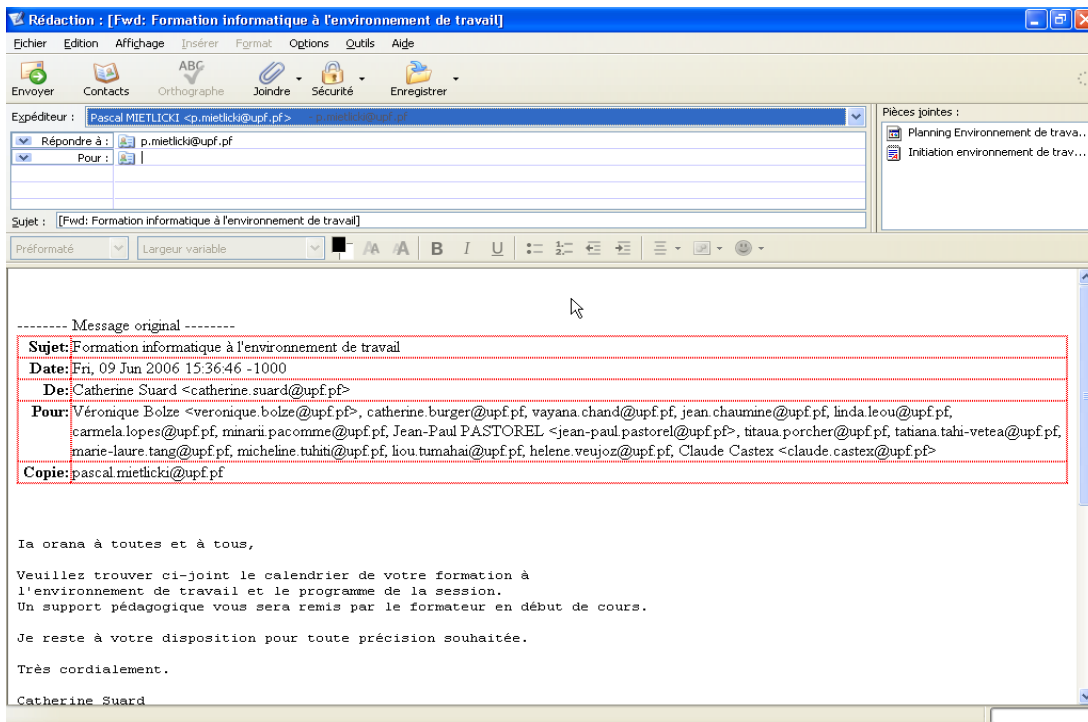 Rédaction : [Fwd: Formation informatique à l'environnement de travail]
Fichier Edition Affichage Insérer Format Options Outils Aide
Envoyer Contacts Orthographe Joindre Sécurité Enregistrer
Expéditeur : Pascal MIETLICKI <p.mietlicki@upf.pf> - p.mietlicki@upf.pf
Pièces jointes :
Planning Environnement de trava...
Initiation environnement de trav...
Répondre à : p.mietlicki@upf.pf
Pour :
Sujet : [Fwd: Formation informatique à l'environnement de travail]
Préformaté Largeur variable
-------- Message original --------
Sujet: Formation informatique à l'environnement de travail
Date: Fri, 09 Jun 2006 15:36:46 -1000
De: Catherine Suard <catherine.suard@upf.pf>
Pour: Véronique Bolze <veronique.bolze@upf.pf>, catherine.burger@upf.pf, vayana.chand@upf.pf, jean.chaumine@upf.pf, linda.leou@upf.pf,
carmela.lopes@upf.pf, minarii.pacomme@upf.pf, Jean-Paul PASTOREL <jean-paul.pastorel@upf.pf>, titaua.porcher@upf.pf, tatiana.tahi-vetea@upf.pf,
marie-laure.tang@upf.pf, micheline.tuhiti@upf.pf, liou.tumahai@upf.pf, helene.veujoz@upf.pf, Claude Castex <claude.castex@upf.pf>
Copie: pascal.mietlicki@upf.pf
Ia orana à toutes et à tous,
Veuillez trouver ci-joint le calendrier de votre formation à
l'environnement de travail et le programme de la session.
Un support pédagogique vous sera remis par le formateur en début de cours.
Je reste à votre disposition pour toute précision souhaitée.
Très cordialement.
Catherine Suard